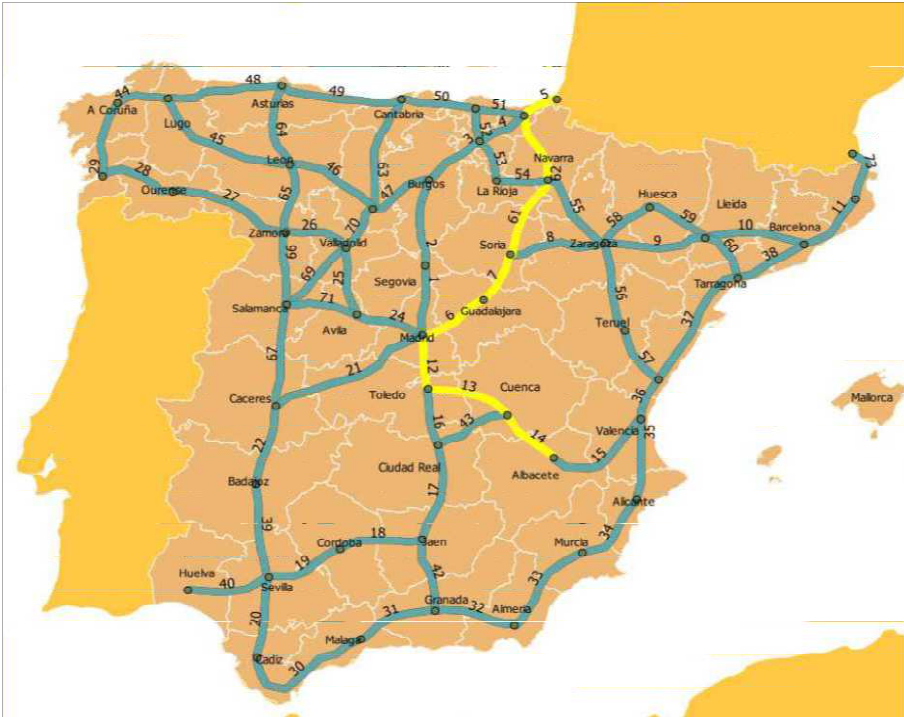 48
5
44
49
50
51
73
Asturias
A Coruña
Cantabria
4
Lugo
52
64
3
45
53
Navarra
Leon
46
29
28
63
62
54
Burgos
La Rioja
Ourense
27
65
47
Huesca
Lleida
55
58
59
11
61
26
70
10
Barcelona
Zamora
Valladolid
2
Soria
8
Zaragoza
9
60
38
66
69
25
Segovia
1
7
Tarragona
56
Salamanca
71
6
Guadalajara
37
Avila
24
Teruel
Madrid
67
21
12
57
13
Cuenca
Caceres
Toledo
36
Mallorca
16
43
Valencia
35
22
14
15
Ciudad Real
Albacete
Badajoz
17
Alicante
39
18
34
Cordoba
Jaen
Murcia
19
Huelva
42
33
40
Sevilla
Granada
20
31
32
Almeria
Malaga
Cadiz
30